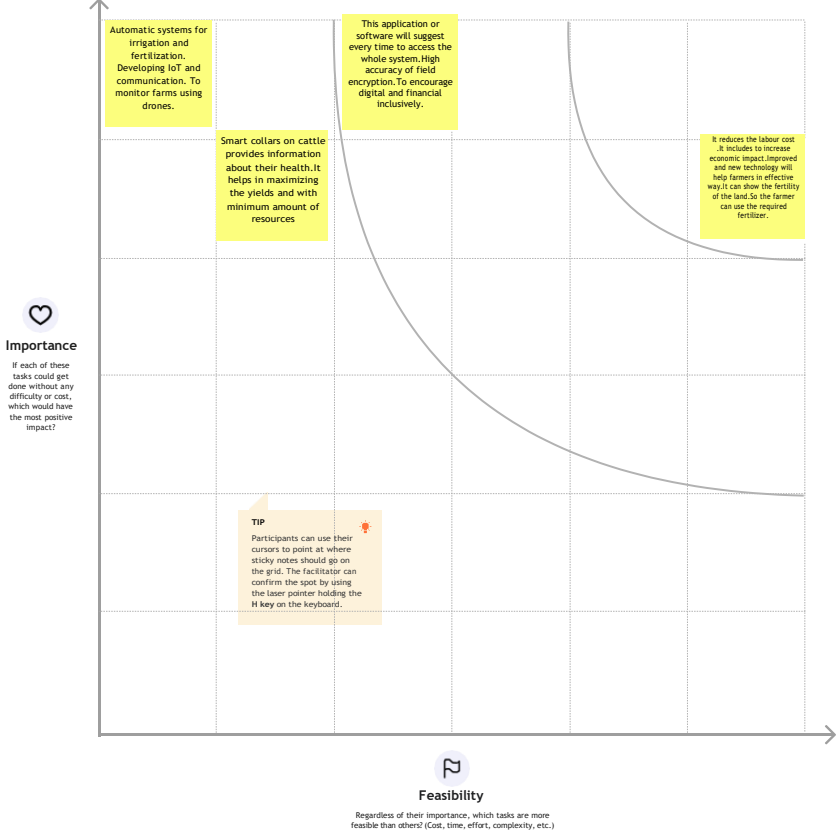 Automatic systems for
irrigation and
fertilization.
Developing IoT and
communication. To
monitor farms using
drones.
This application or
software will suggest
every time to access the
whole system.High
accuracy of field
encryption.To encourage
digital and financial
inclusively.
Smart collars on cattle
provides information
about their health.It
helps in maximizing
the yields and with
minimum amount of
resources
It reduces the labour cost
.It includes to increase
economic impact.Improved
and new technology will
help farmers in effective
way.It can show the fertility
of the land.So the farmer
can use the required
fertilizer.
Importance
If each of these
tasks could get
done without any
difficulty or cost,
which would have
the most positive
impact?
TIP
Participants can use their
cursors to point at where
sticky notes should go on
the grid. The facilitator can
confirm the spot by using
the laser pointer holding the
H key on the keyboard.
Feasibility
Regardless of their importance, which tasks are more
feasible than others? (Cost, time, effort, complexity, etc.)